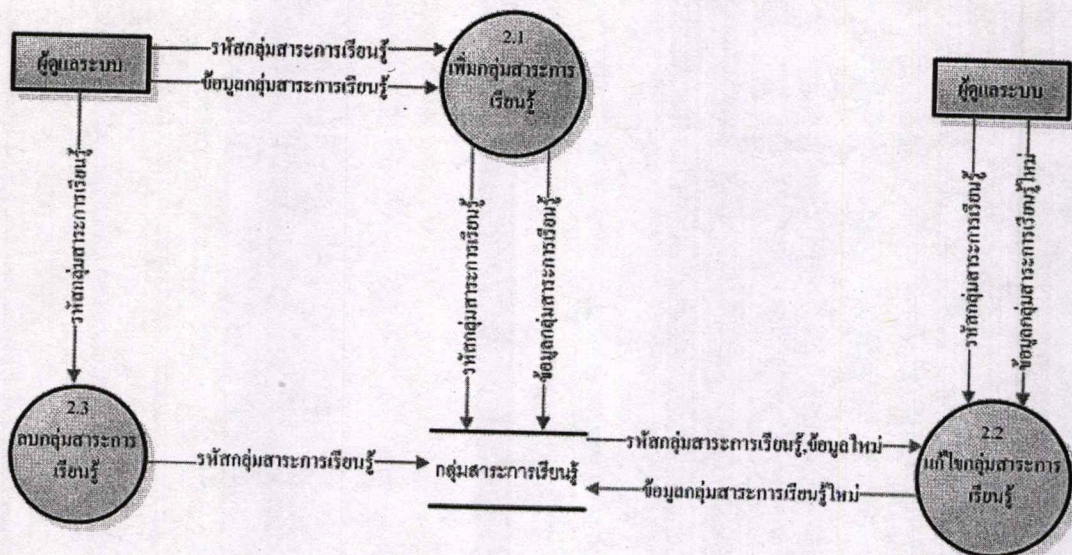 ผู้ดูแลระบบ
รหัสกลุ่มสาระการเรียนรู้
ข้อมูลกลุ่มสาระการเรียนรู้
2.1
เพิ่มกลุ่มสาระการ
เรียนรู้
ผู้ดูแลระบบ
รหัสกลุ่มสาระการเรียนรู้
รหัสกลุ่มสาระการเรียนรู้
ข้อมูลกลุ่มสาระการเรียนรู้
รหัสกลุ่มสาระการเรียนรู้
ข้อมูลกลุ่มสาระการเรียนรู้ใหม่
2.3
ลบกลุ่มสาระการ
เรียนรู้
รหัสกลุ่มสาระการเรียนรู้
กลุ่มสาระการเรียนรู้
รหัสกลุ่มสาระการเรียนรู้,ข้อมูลใหม่
ข้อมูลกลุ่มสาระการเรียนรู้ใหม่
2.2
แก้ไขกลุ่มสาระการ
เรียนรู้